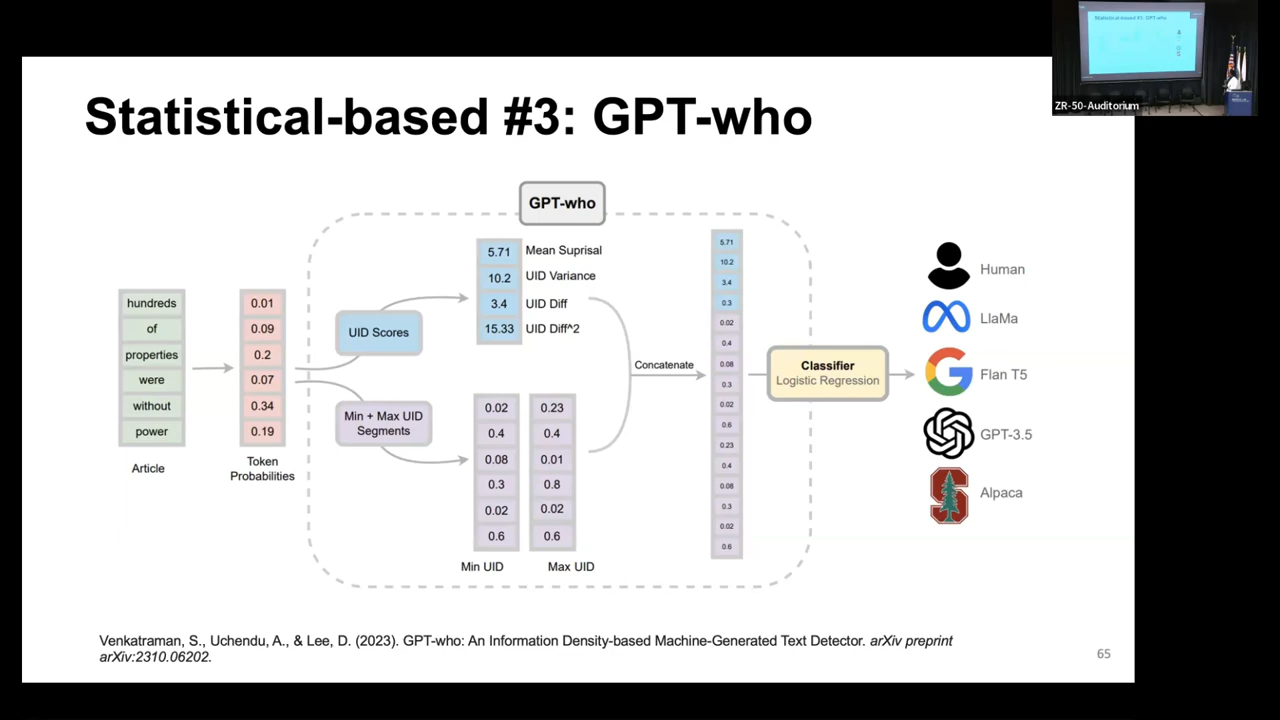 Statistical-based #3: GPT-who
ZR-50-Auditorium
Statistical-based #3: GPT-who
GPT-who
hundreds
of
properties
were
without
power
Article
0.01
0.09
0.2
0.07
0.34
0.19
Token
Probabilities
UID Scores
Min + Max UID
Segments
5.71 Mean Suprisal
10.2 UID Variance
3.4 UID Diff
15.33 UID Diff^2
0.02 0.23
0.4 0.4
0.08 0.01
0.3 0.8
0.02 0.02
0.6 0.6
Min UID Max UID
Concatenate
5.71
10.2
3.4
0.3
0.02
0.4
0.08
0.3
0.02
0.6
0.23
0.4
0.08
0.3
0.02
0.6
Classifier
Logistic Regression
Human
LlaMa
Flan T5
GPT-3.5
Alpaca
Venkatraman, S., Uchendu, A., & Lee, D. (2023). GPT-who: An Information Density-based Machine-Generated Text Detector. arXiv preprint
arXiv:2310.06202.
65